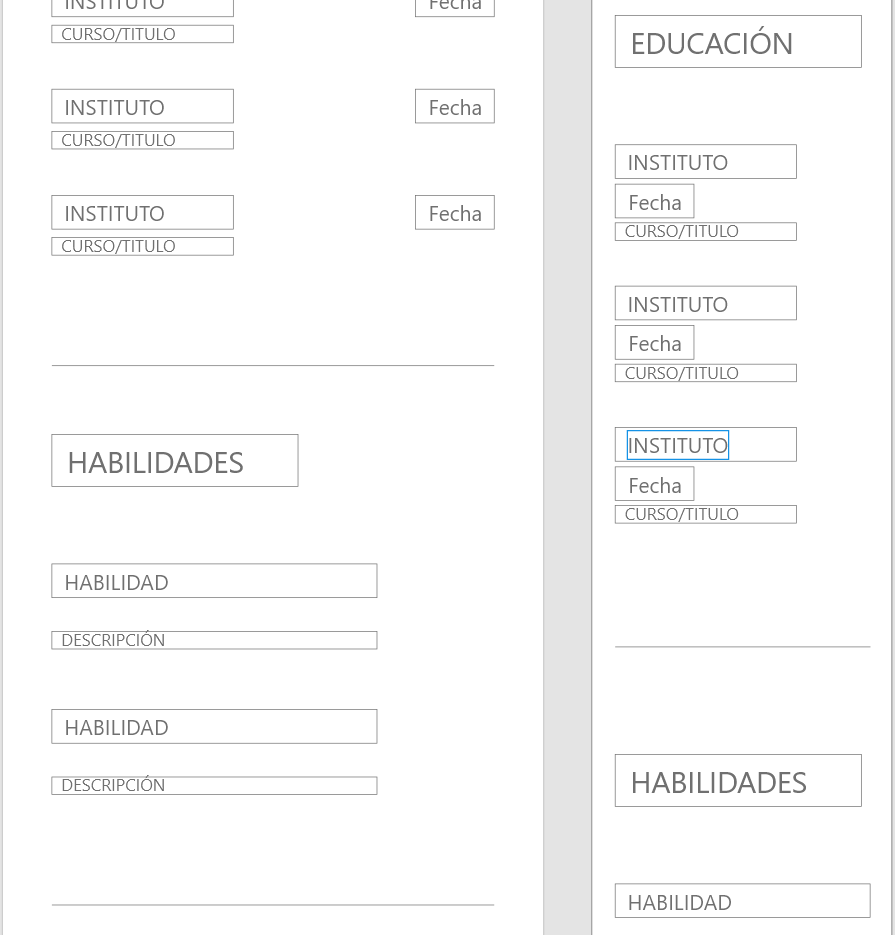 INSTITUTO
Fecha
CURSO/TITULO
INSTITUTO
Fecha
CURSO/TITULO
INSTITUTO
Fecha
CURSO/TITULO
HABILIDADES
HABILIDAD
DESCRIPCIÓN
HABILIDAD
DESCRIPCIÓN
EDUCACIÓN
INSTITUTO
Fecha
CURSO/TITULO
INSTITUTO
Fecha
CURSO/TITULO
INSTITUTO
Fecha
CURSO/TITULO
HABILIDADES
HABILIDAD